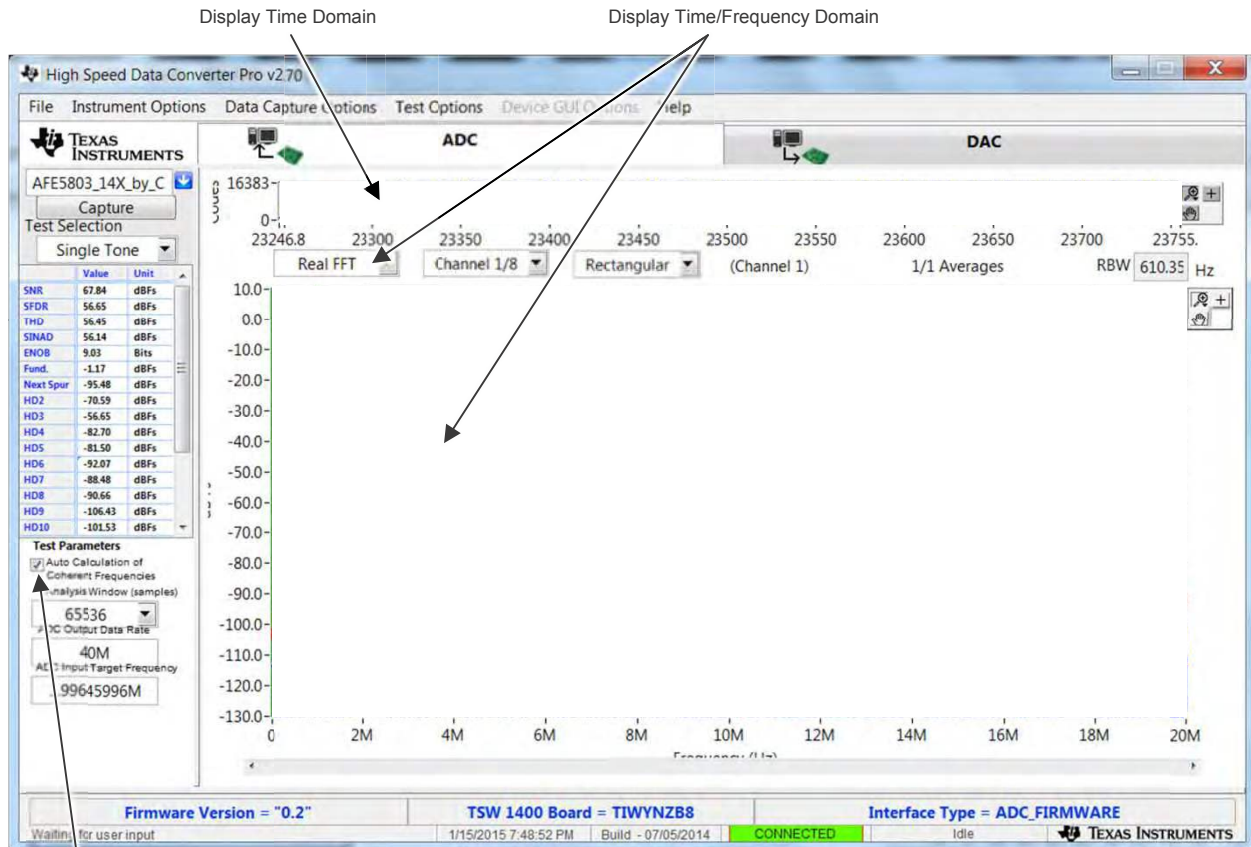 Display Time Domain
Display Time/Frequency Domain
High Speed Data Converter Pro v2.70
File Instrument Options Data Capture Options Test Options Device GUI Options Help
TEXAS INSTRUMENTS
ADC
DAC
AFE5803_14X_by_C
Capture
Test Selection
Single Tone
Value Unit
SNR 67.84 dBFs
SFDR 56.65 dBFs
THD 56.45 dBFs
SINAD 56.14 dBFs
ENOB 9.03 Bits
Fund. -1.17 dBFs
Next Spur -95.48 dBFs
HD2 -70.59 dBFs
HD3 -56.65 dBFs
HD4 -82.70 dBFs
HD5 -81.50 dBFs
HD6 -92.07 dBFs
HD7 -88.48 dBFs
HD8 -90.66 dBFs
HD9 -106.43 dBFs
HD10 -101.53 dBFs
Test Parameters
Auto Calculation of
Coherent Frequencies
Analysis Window (samples)
65536
ADC Output Data Rate
40M
ADC Input Target Frequency
.99645996M
16383
0
23246.8 23300 23350 23400 23450 23500 23550 23600 23650 23700 23755.
Real FFT Channel 1/8 Rectangular (Channel 1) 1/1 Averages RBW 610.35 Hz
10.0
0.0
-10.0
-20.0
-30.0
-40.0
-50.0
-60.0
-70.0
-80.0
-90.0
-100.0
-110.0
-120.0
-130.0
0 2M 4M 6M 8M 10M 12M 14M 16M 18M 20M
Frequency (Hz)
Firmware Version = "0.2" TSW 1400 Board = TIWYNZB8 Interface Type = ADC_FIRMWARE
Waiting for user input 1/15/2015 7:48:52 PM Build - 07/05/2014 CONNECTED Idle TEXAS INSTRUMENTS